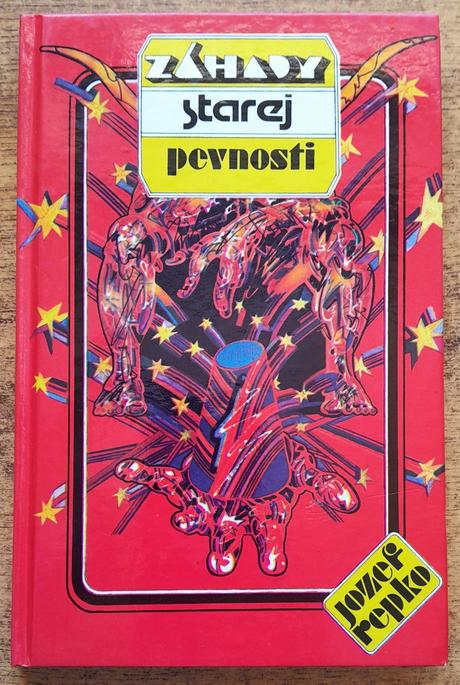 ZÁHADY
starej
pevnosti
jozef
repko